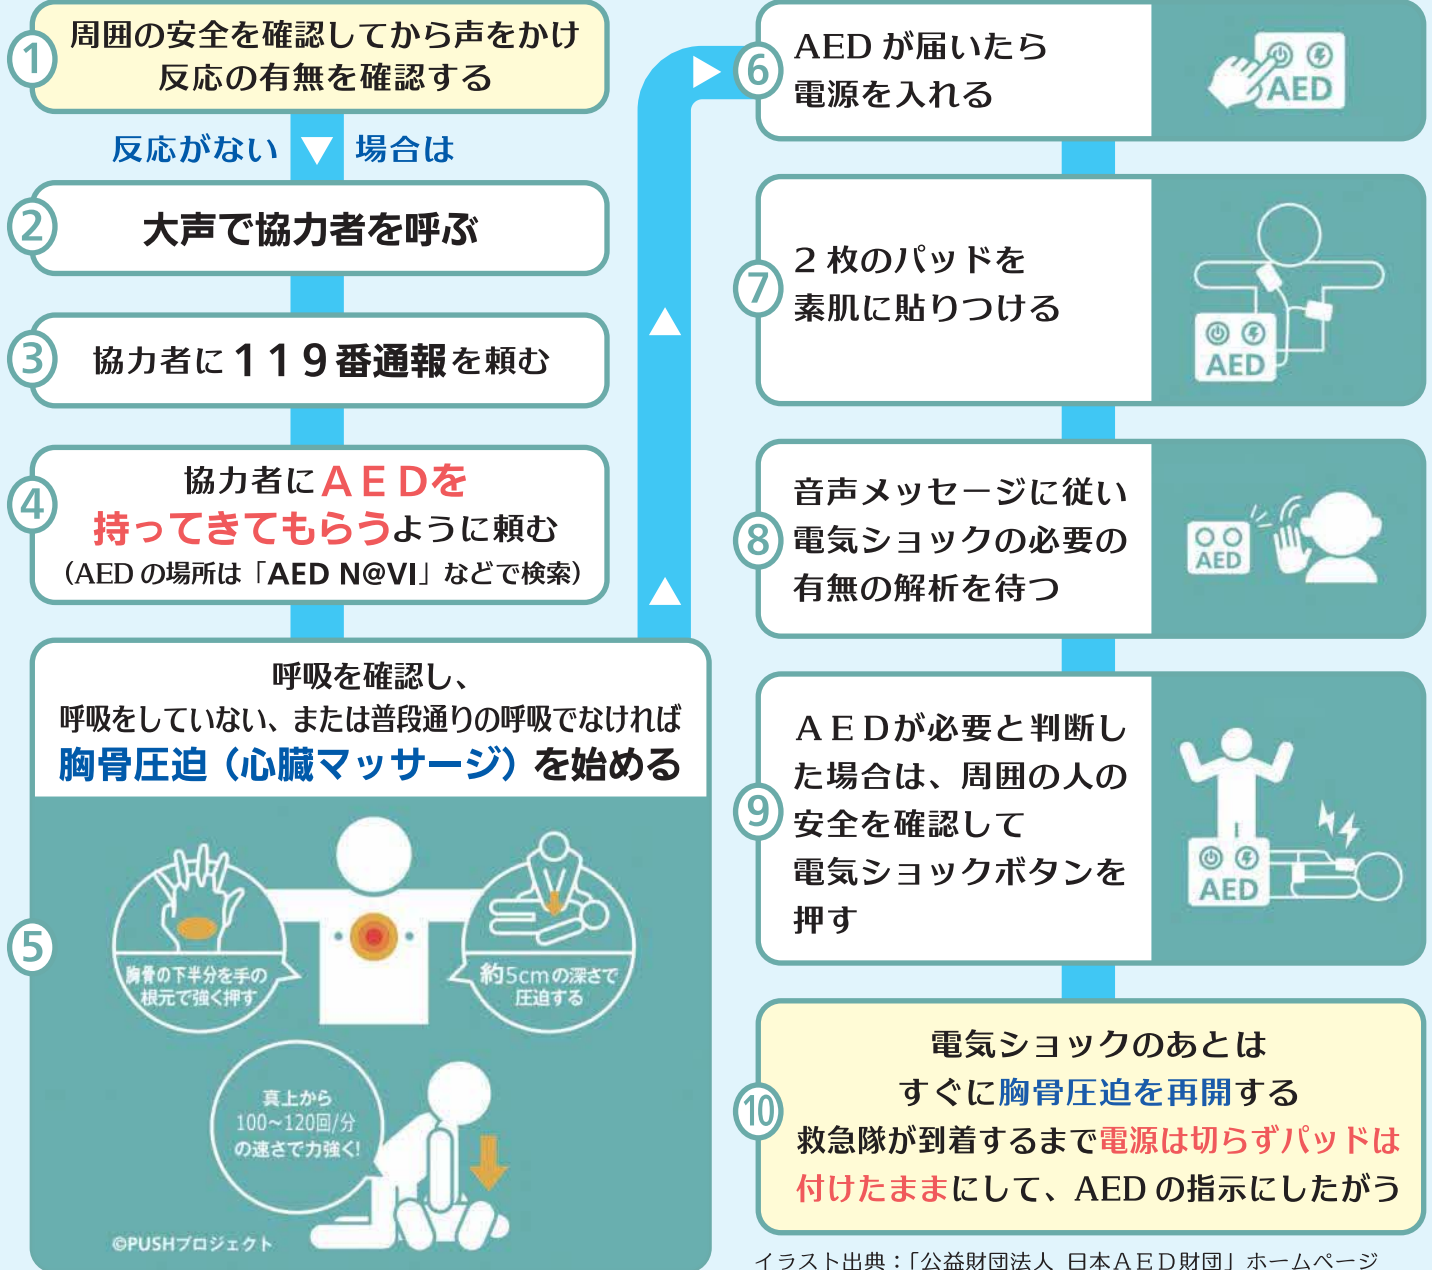 ①
周囲の安全を確認してから声をかけ
反応の有無を確認する
反応がない 場合は
②
大声で協力者を呼ぶ
③
協力者に119番通報を頼む
④
協力者にAEDを
持ってきてもらうように頼む
（AEDの場所は「AED N@VI」などで検索）
⑤
呼吸を確認し、
呼吸をしていない、または普段通りの呼吸でなければ
胸骨圧迫（心臓マッサージ）を始める
胸骨の下半分を手の
根元で強く押す
約5cmの深さで
圧迫する
真上から
100～120回/分
の速さで力強く!
©PUSHプロジェクト
⑥
AEDが届いたら
電源を入れる
AED
⑦
2枚のパッドを
素肌に貼りつける
AED
⑧
音声メッセージに従い
電気ショックの必要の
有無の解析を待つ
AED
⑨
AEDが必要と判断し
た場合は、周囲の人の
安全を確認して
電気ショックボタンを
押す
AED
⑩
電気ショックのあとは
すぐに胸骨圧迫を再開する
救急隊が到着するまで電源は切らずパッドは
付けたままにして、AEDの指示にしたがう
イラスト出典：「公益財団法人 日本AED財団」ホームページ